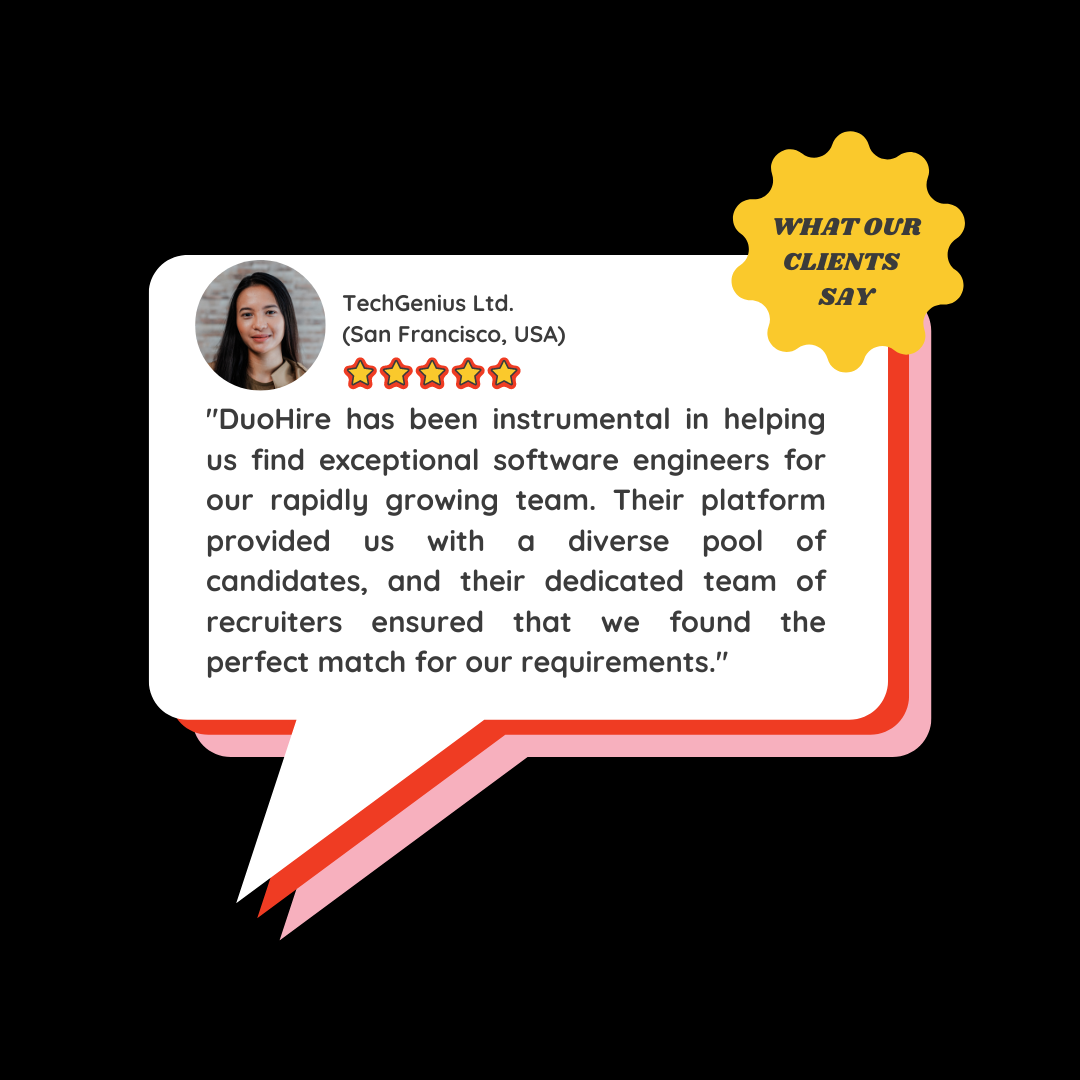 WHAT OUR
CLIENTS
SAY
TechGenius Ltd.
(San Francisco, USA)
"DuoHire has been instrumental in helping
us find exceptional software engineers for
our rapidly growing team. Their platform
provided us with a diverse pool of
candidates, and their dedicated team of
recruiters ensured that we found the
perfect match for our requirements."